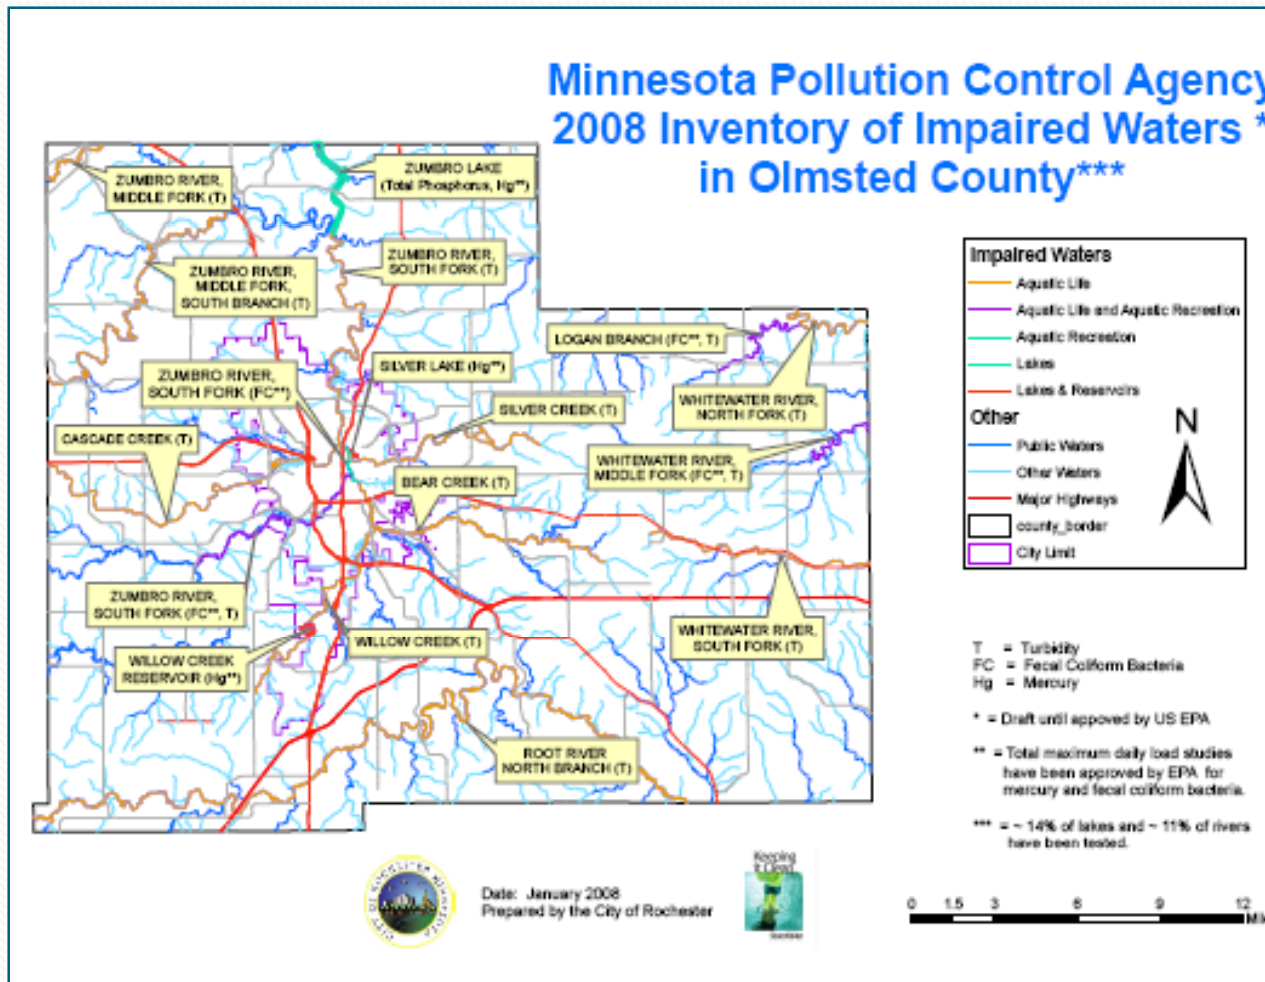 Minnesota Pollution Control Agency
2008 Inventory of Impaired Waters *
in Olmsted County***
ZUMBRO RIVER,
MIDDLE FORK (T)
ZUMBRO LAKE
(Total Phosphorus, Hg**)
ZUMBRO RIVER,
MIDDLE FORK,
SOUTH BRANCH (T)
ZUMBRO RIVER,
SOUTH FORK (T)
LOGAN BRANCH (FC**, T)
ZUMBRO RIVER,
SOUTH FORK (FC**)
SILVER LAKE (Hg**)
SILVER CREEK (T)
WHITEWATER RIVER,
NORTH FORK (T)
CASCADE CREEK (T)
WHITEWATER RIVER,
MIDDLE FORK (FC**, T)
BEAR CREEK (T)
ZUMBRO RIVER,
SOUTH FORK (FC**, T)
WILLOW CREEK (T)
WHITEWATER RIVER,
SOUTH FORK (T)
WILLOW CREEK
RESERVOIR (Hg**)
ROOT RIVER
NORTH BRANCH (T)
Impaired Waters
Aquatic Life
Aquatic Life and Aquatic Recreation
Aquatic Recreation
Lakes
Lakes & Reservoirs
Other
Public Waters
Other Waters
Major Highways
county_border
City Limit
N
T = Turbidity
FC = Fecal Coliform Bacteria
Hg = Mercury
* = Draft until appoved by US EPA
** = Total maximum daily load studies
have been approved by EPA for
mercury and fecal coliform bacteria.
*** = ~ 14% of lakes and ~ 11% of rivers
have been tested.
CITY OF ROCHESTER MINNESOTA
Date: January 2008
Prepared by the City of Rochester
Keeping
It Clean
0 1.5 3 6 9 12